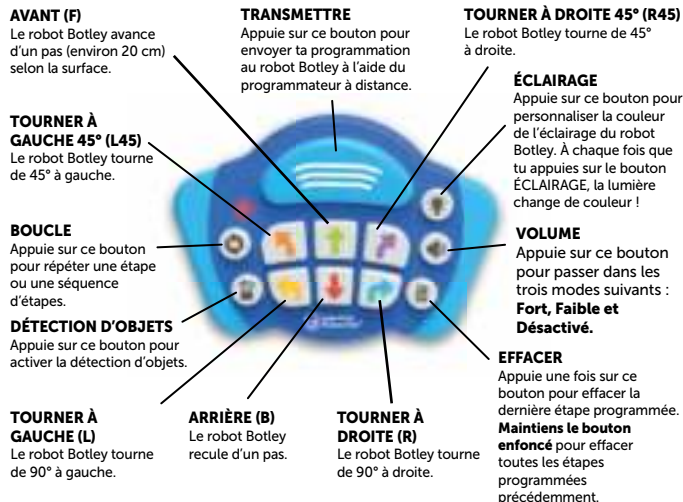 AVANT (F)
Le robot Botley avance
d'un pas (environ 20 cm)
selon la surface.
TRANSMETTRE
Appuie sur ce bouton pour
envoyer ta programmation
au robot Botley à l'aide du
programmateur à distance.
TOURNER À DROITE 45° (R45)
Le robot Botley tourne de 45°
à droite.
ÉCLAIRAGE
Appuie sur ce bouton pour
personnaliser la couleur
de l'éclairage du robot
Botley. À chaque fois que
tu appuies sur le bouton
ÉCLAIRAGE, la lumière
change de couleur !
TOURNER À
GAUCHE 45° (L45)
Le robot Botley tourne
de 45° à gauche.
BOUCLE
Appuie sur ce bouton
pour répéter une étape
ou une séquence
d'étapes.
VOLUME
Appuie sur ce bouton
pour passer dans les
trois modes suivants :
Fort, Faible et
Désactivé.
DÉTECTION D'OBJETS
Appuie sur ce bouton pour
activer la détection d'objets.
EFFACER
Appuie une fois sur ce
bouton pour effacer la
dernière étape programmée.
Maintiens le bouton
enfoncé pour effacer
toutes les étapes
programmées
précédemment.
TOURNER À
GAUCHE (L)
Le robot Botley tourne
de 90° à gauche.
ARRIÈRE (B)
Le robot Botley
recule d'un pas.
TOURNER À
DROITE (R)
Le robot Botley tourne
de 90° à droite.